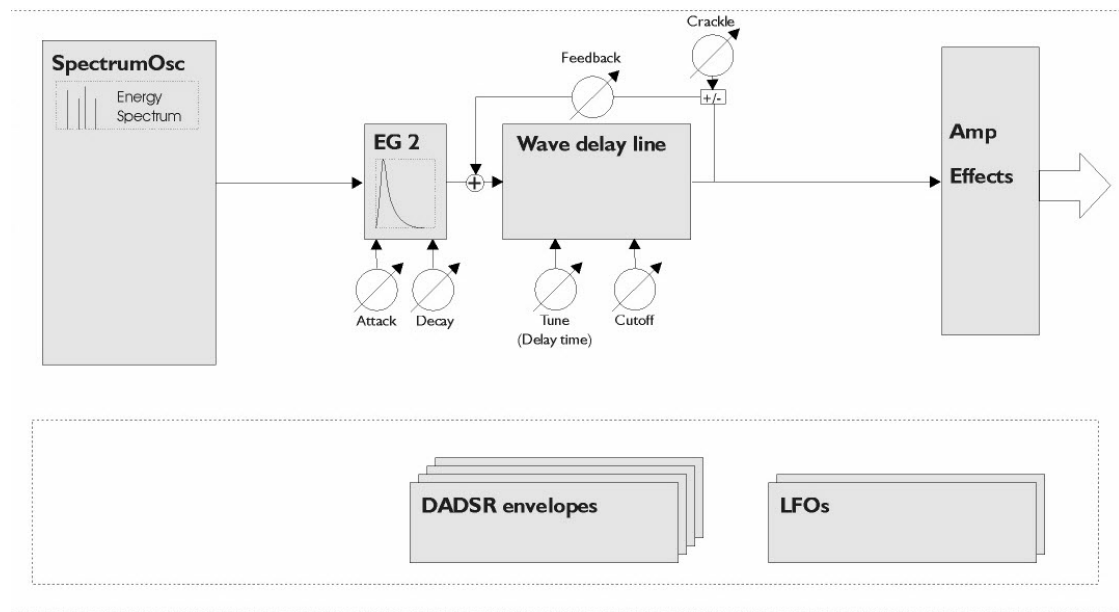 Crackle
SpectrumOsc
Feedback
Energy
Spectrum
+/-
EG 2
Wave delay line
Amp
Effects
+
Attack
Decay
Tune
(Delay time)
Cutoff
DADSR envelopes
LFOs